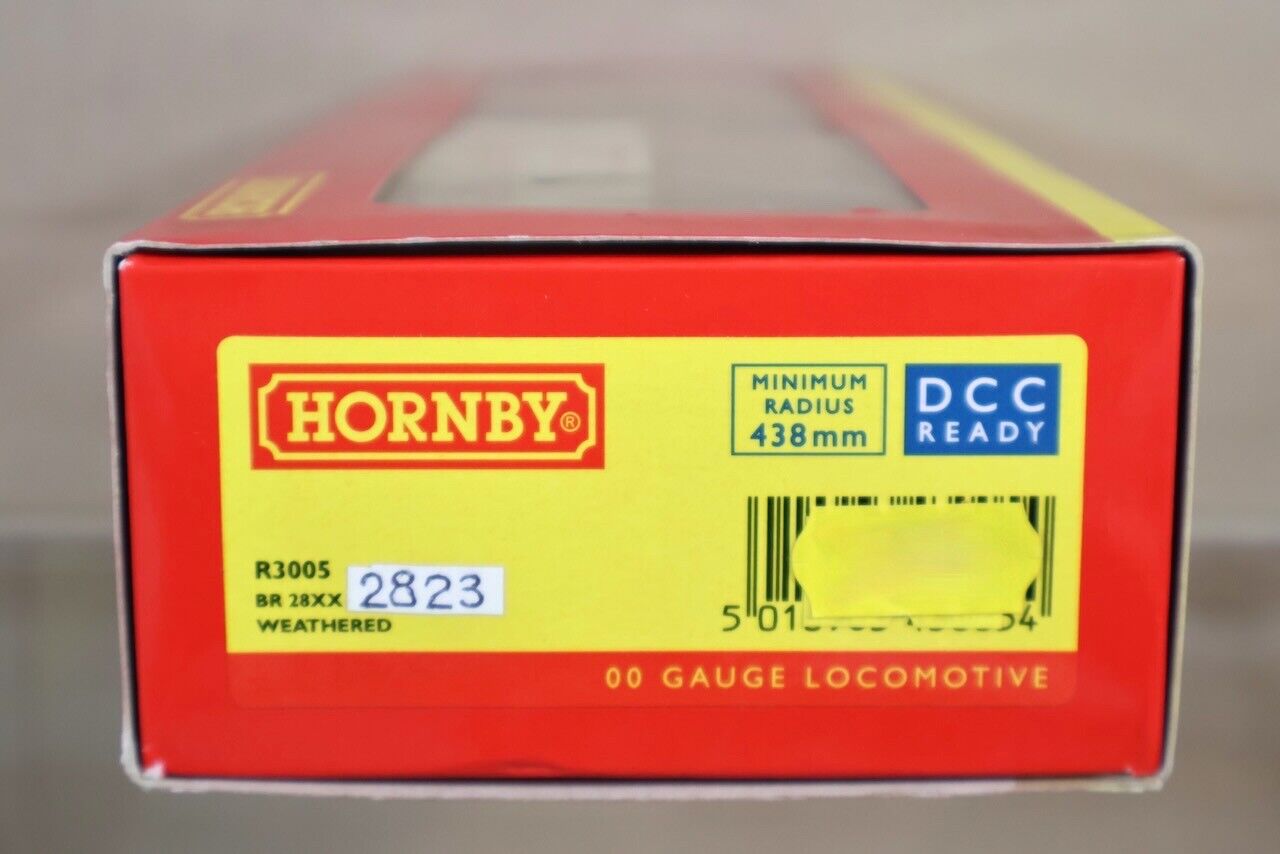 HORNBY®
MINIMUM
RADIUS
438mm
DCC
READY
R3005
BR 28XX 2823
WEATHERED
00 GAUGE LOCOMOTIVE